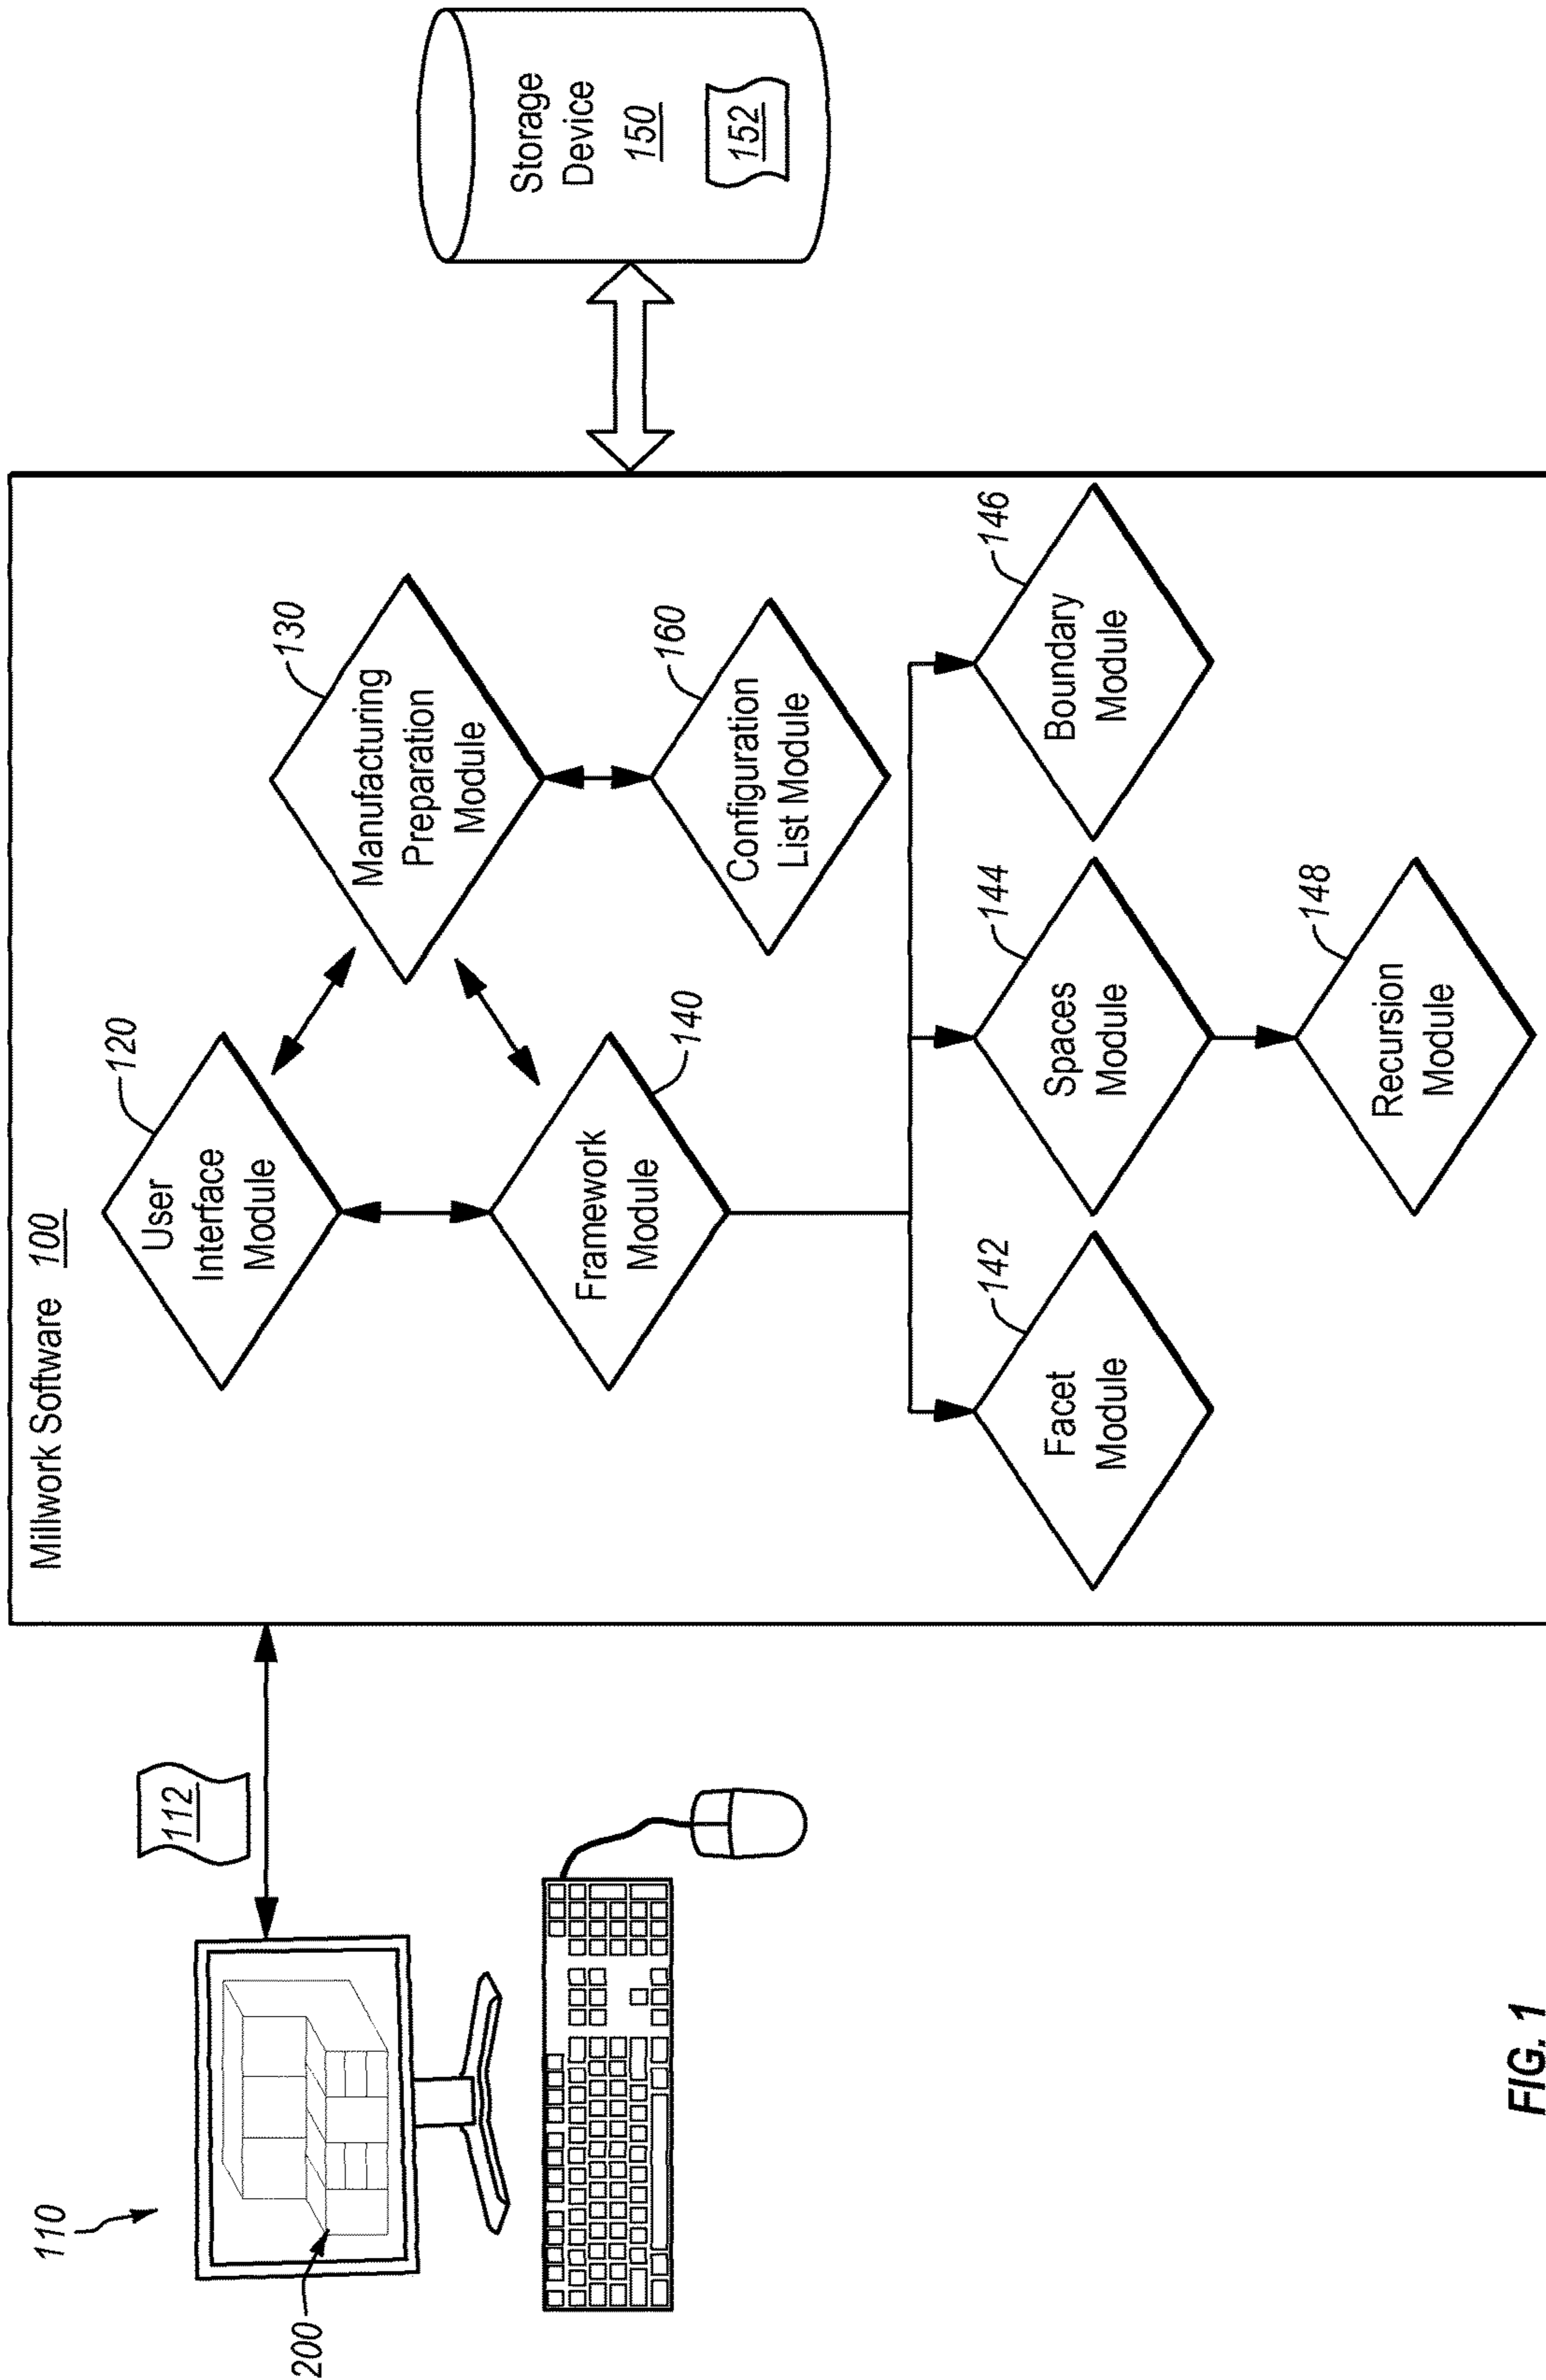 Millwork Software 100
110
200
112
User
Interface
Module
120
Manufacturing
Preparation
Module
130
Framework
Module
140
Configuration
List Module
160
Facet
Module
142
Spaces
Module
144
Boundary
Module
146
Recursion
Module
148
Storage
Device
150
152
FIG. 1